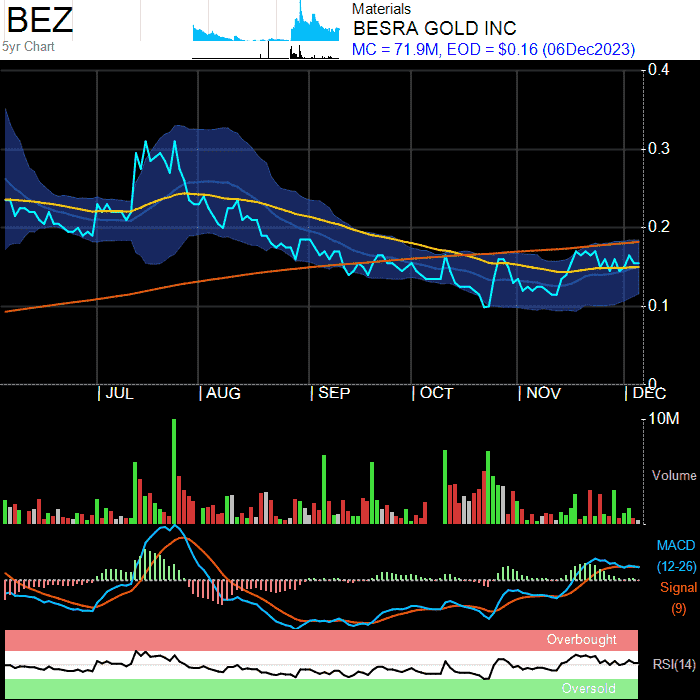 BEZ
5yr Chart
Materials
BESRA GOLD INC
MC = 71.9M, EOD = $0.16 (06Dec2023)
0.4
0.3
0.2
0.1
0
| JUL | AUG | SEP | OCT | NOV | DEC
10M
Volume
MACD
(12-26)
Signal
(9)
Overbought
RSI(14)
Oversold